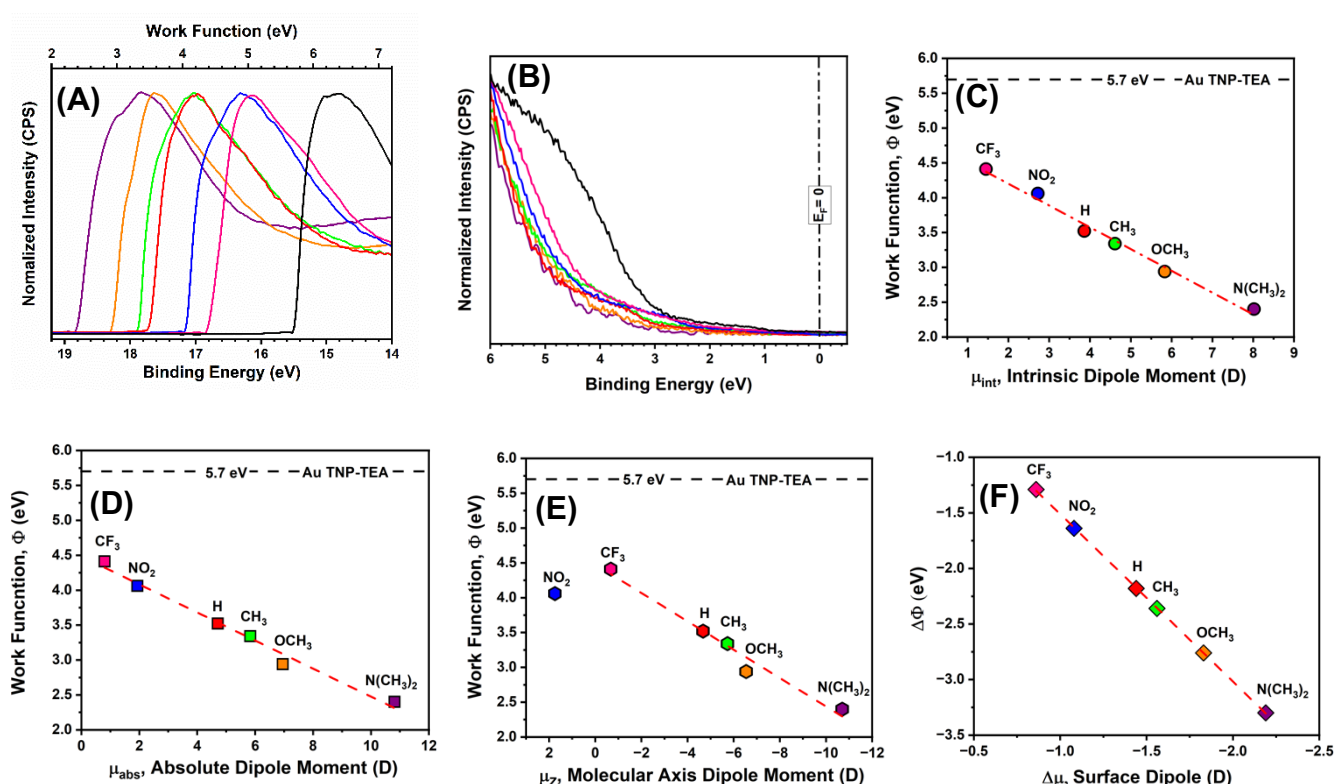 Work Function (eV)
2 3 4 5 6 7
(A)
Normalized Intensity (CPS)
19 18 17 16 15 14
Binding Energy (eV)
(B)
Normalized Intensity (CPS)
E_F= 0
6 5 4 3 2 1 0
Binding Energy (eV)
(C)
Work Funcntion, Φ (eV)
6.0
5.5
5.0
4.5
4.0
3.5
3.0
2.5
2.0
5.7 eV
Au TNP-TEA
CF₃
NO₂
H
CH₃
OCH₃
N(CH₃)₂
1 2 3 4 5 6 7 8 9
μ_int, Intrinsic Dipole Moment (D)
(D)
Work Funcntion, Φ (eV)
6.0
5.5
5.0
4.5
4.0
3.5
3.0
2.5
2.0
5.7 eV
Au TNP-TEA
CF₃
NO₂
H
CH₃
OCH₃
N(CH₃)₂
0 2 4 6 8 10 12
μ_abs, Absolute Dipole Moment (D)
(E)
Work Funcntion, Φ (eV)
6.0
5.5
5.0
4.5
4.0
3.5
3.0
2.5
2.0
5.7 eV
Au TNP-TEA
NO₂
CF₃
H
CH₃
OCH₃
N(CH₃)₂
2 0 −2 −4 −6 −8 −10 −12
μ_Z, Molecular Axis Dipole Moment (D)
(F)
ΔΦ (eV)
−1.0
−1.5
−2.0
−2.5
−3.0
−3.5
CF₃
NO₂
H
CH₃
OCH₃
N(CH₃)₂
−0.5 −1.0 −1.5 −2.0 −2.5
Δμ, Surface Dipole (D)